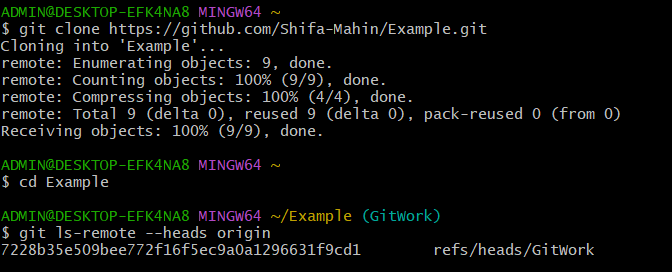 ADMIN@DESKTOP-EFK4NA8 MINGW64 ~
$ git clone https://github.com/Shifa-Mahin/Example.git
Cloning into 'Example'...
remote: Enumerating objects: 9, done.
remote: Counting objects: 100% (9/9), done.
remote: Compressing objects: 100% (4/4), done.
remote: Total 9 (delta 0), reused 9 (delta 0), pack-reused 0 (from 0)
Receiving objects: 100% (9/9), done.
ADMIN@DESKTOP-EFK4NA8 MINGW64 ~
$ cd Example
ADMIN@DESKTOP-EFK4NA8 MINGW64 ~/Example (GitWork)
$ git ls-remote --heads origin
7228b35e509bee772f16f5ec9a0a1296631f9cd1 refs/heads/GitWork